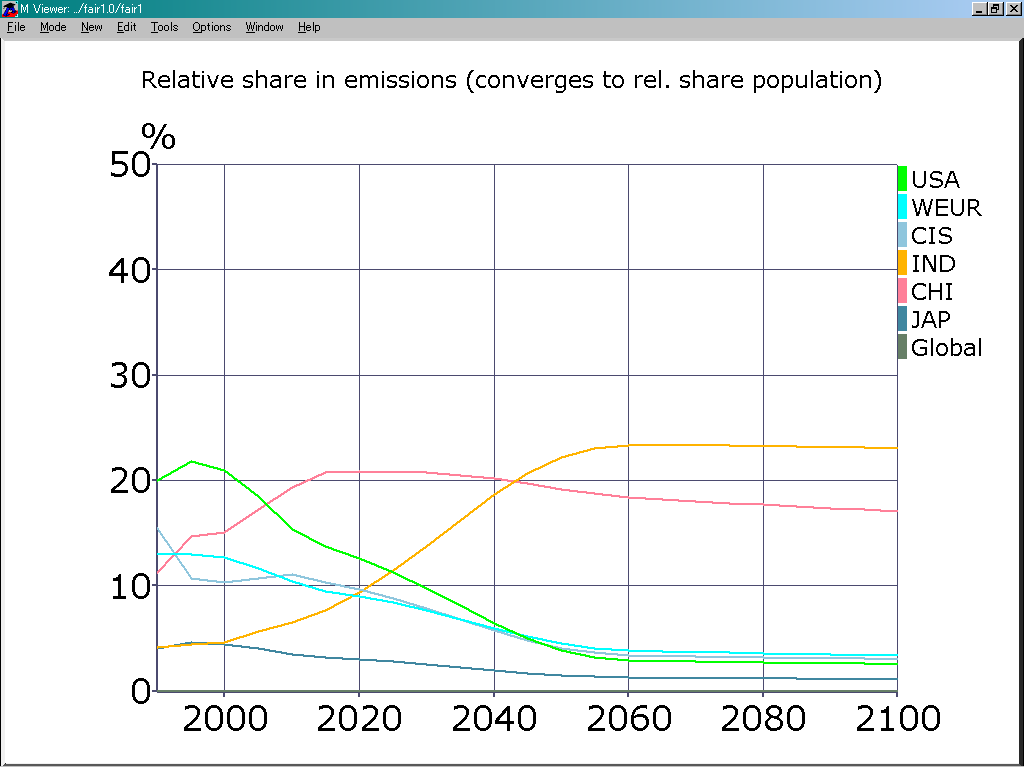 M Viewer: ../fair1.0/fair1
File Mode New Edit Tools Options Window Help
Relative share in emissions (converges to rel. share population)
%
50
40
30
20
10
0
2000 2020 2040 2060 2080 2100
USA
WEUR
CIS
IND
CHI
JAP
Global